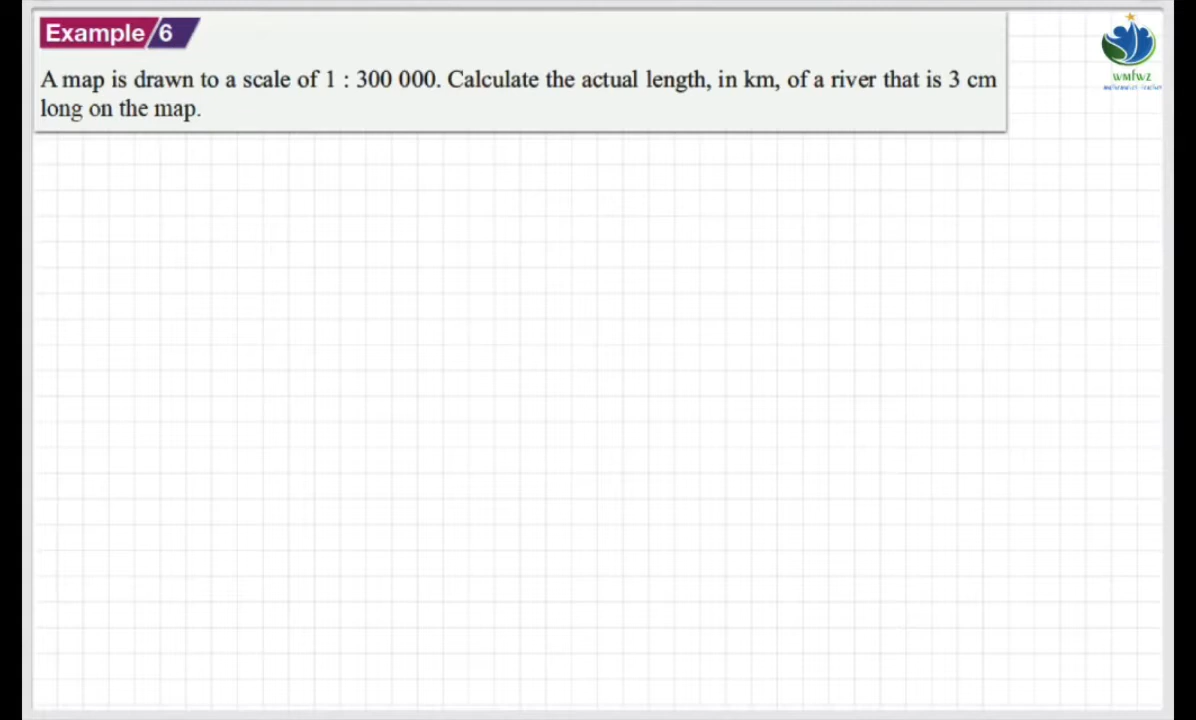 Example 6
A map is drawn to a scale of 1 : 300 000. Calculate the actual length, in km, of a river that is 3 cm
long on the map.
WMFWZ